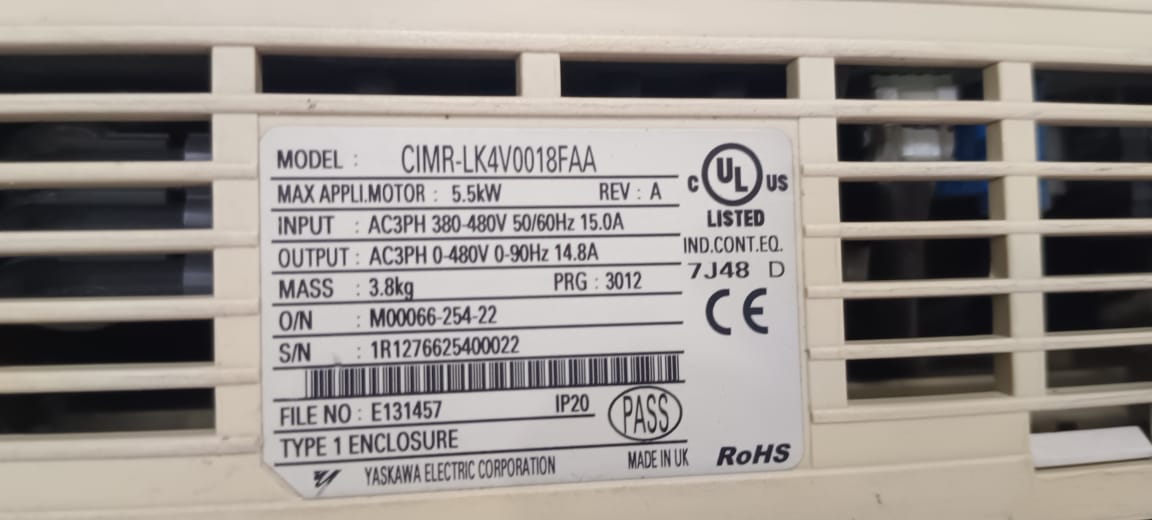 MODEL : CIMR-LK4V0018FAA
MAX APPLI.MOTOR : 5.5kW REV : A
INPUT : AC3PH 380-480V 50/60Hz 15.0A
OUTPUT : AC3PH 0-480V 0-90Hz 14.8A
MASS : 3.8kg PRG : 3012
O/N : M00066-254-22
S/N : 1R1276625400022
FILE NO : E131457 IP20
PASS
TYPE 1 ENCLOSURE
YASKAWA ELECTRIC CORPORATION MADE IN UK
C UL US
LISTED
IND.CONT.EQ.
7J48 D
CE
RoHS